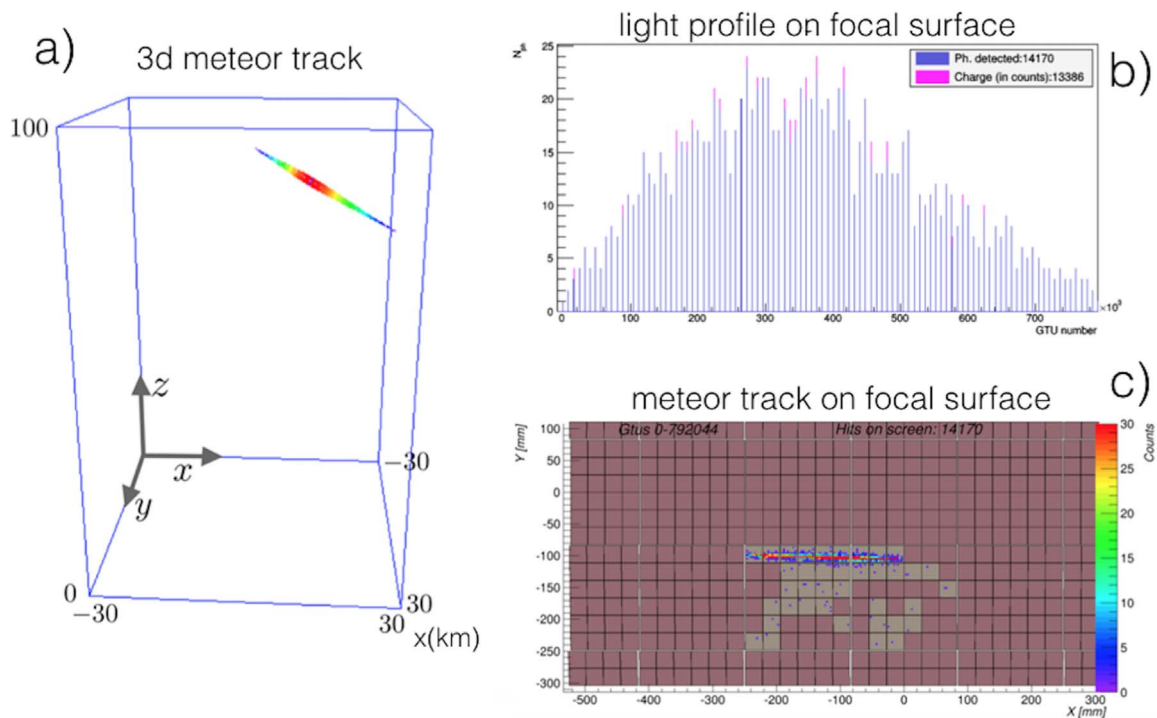 a)
3d meteor track
100
z
x
y
-30
0
-30
30
30
x(km)
light profile on focal surface
b)
N_ph
Ph. detected:14170
Charge (in counts):13386
25
20
15
10
5
0
0 100 200 300 400 500 600 700
×10³
GTU number
c)
meteor track on focal surface
Gtus 0-792044 Hits on screen: 14170
Y [mm]
100
50
0
-50
-100
-150
-200
-250
-300
-500 -400 -300 -200 -100 0 100 200 300
X [mm]
Counts
30
25
20
15
10
5
0